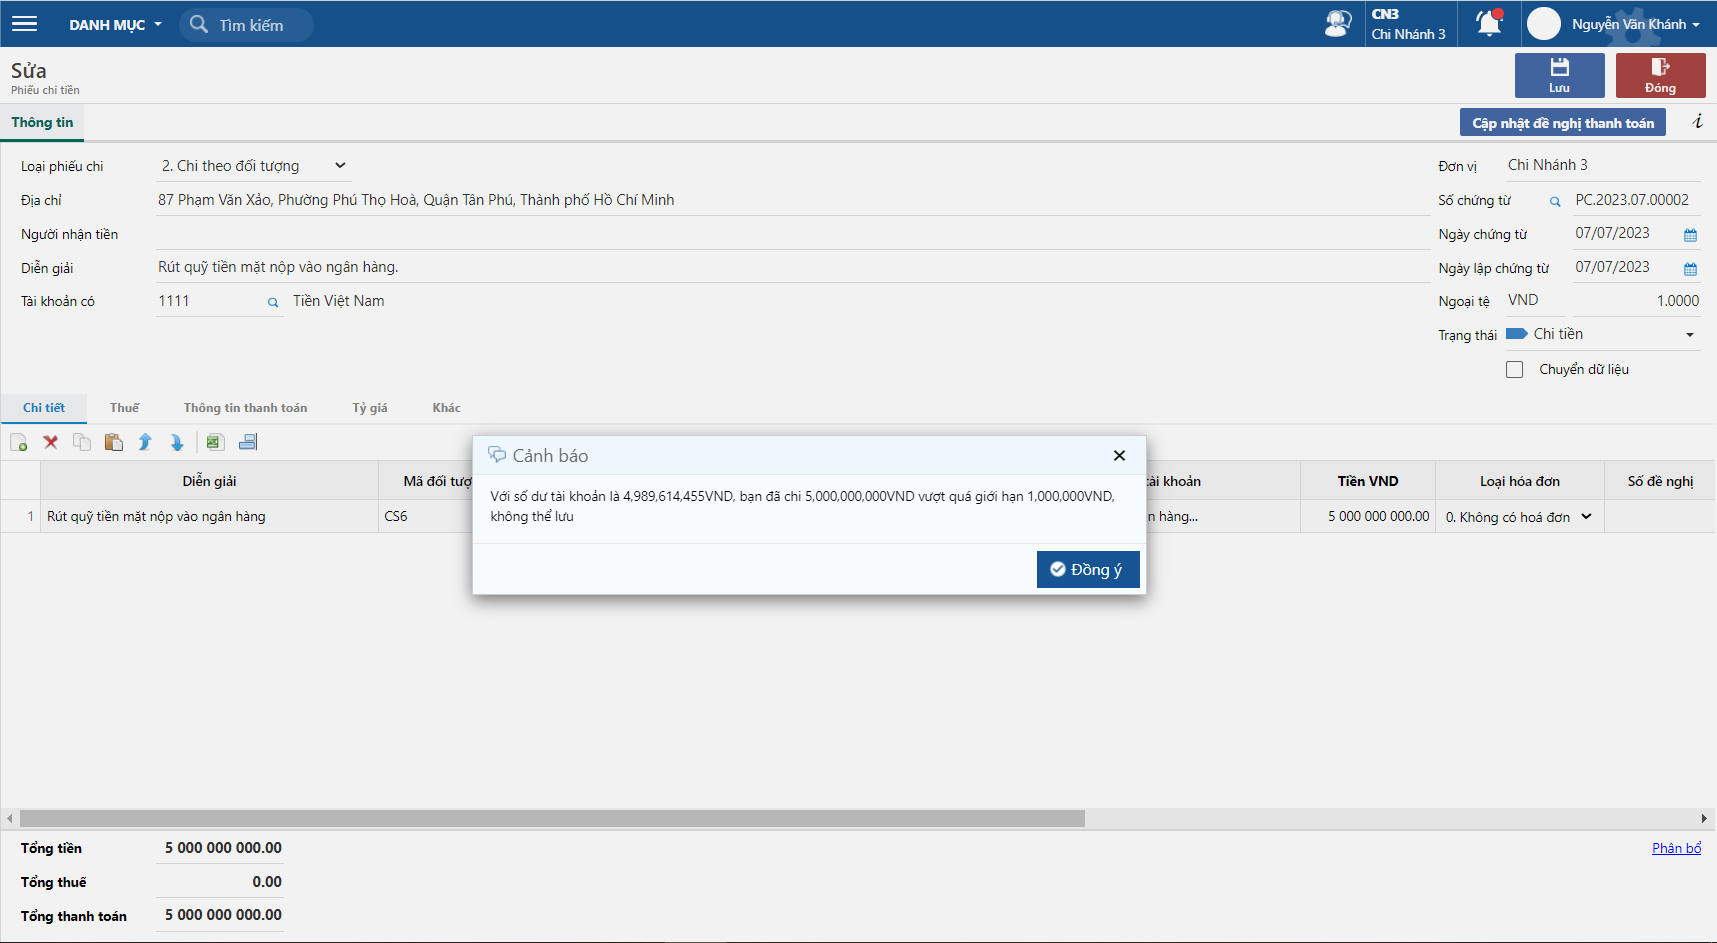 DANH MỤC
Tìm kiếm
CN3
Chi Nhánh 3
Nguyễn Văn Khánh
Sửa
Phiếu chi tiền
Lưu
Đóng
Thông tin
Cập nhật đề nghị thanh toán
i
Loại phiếu chi
2. Chi theo đối tượng
Đơn vị
Chi Nhánh 3
Địa chỉ
87 Phạm Văn Xảo, Phường Phú Thọ Hoà, Quận Tân Phú, Thành phố Hồ Chí Minh
Số chứng từ
PC.2023.07.00002
Người nhận tiền
Ngày chứng từ
07/07/2023
Diễn giải
Rút quỹ tiền mặt nộp vào ngân hàng.
Ngày lập chứng từ
07/07/2023
Tài khoản có
1111
Tiền Việt Nam
Ngoại tệ
VND
1.0000
Trạng thái
Chi tiền
Chuyển dữ liệu
Chi tiết
Thuế
Thông tin thanh toán
Tỷ giá
Khác
Diễn giải
Mã đối tượ
ài khoản
Tiền VND
Loại hóa đơn
Số đề nghị
1
Rút quỹ tiền mặt nộp vào ngân hàng
CS6
n hàng...
5 000 000 000.00
0. Không có hoá đơn
Cảnh báo
Với số dư tài khoản là 4,989,614,455VND, bạn đã chi 5,000,000,000VND vượt quá giới hạn 1,000,000VND,
không thể lưu
Đồng ý
Tổng tiền
5 000 000 000.00
Phân bổ
Tổng thuế
0.00
Tổng thanh toán
5 000 000 000.00